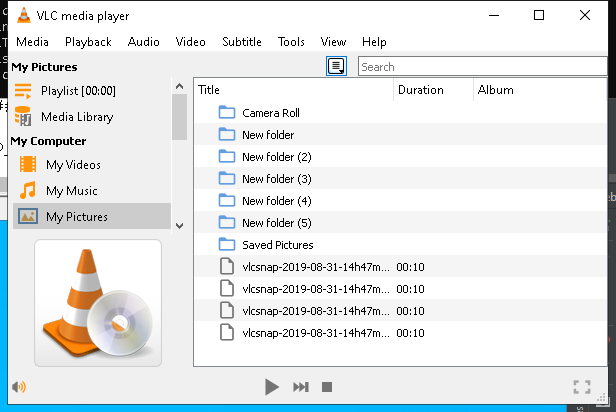 VLC media player
Media Playback Audio Video Subtitle Tools View Help
My Pictures
Search
Playlist [00:00]
Media Library
My Computer
My Videos
My Music
My Pictures
Title Duration Album
Camera Roll
New folder
New folder (2)
New folder (3)
New folder (4)
New folder (5)
Saved Pictures
vlcsnap-2019-08-31-14h47m... 00:10
vlcsnap-2019-08-31-14h47m... 00:10
vlcsnap-2019-08-31-14h47m... 00:10
vlcsnap-2019-08-31-14h47m... 00:10